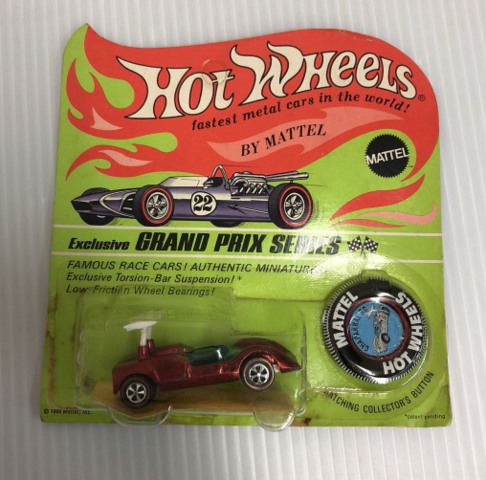 HOT WHEELS®
fastest metal cars in the world!
BY MATTEL
MATTEL
22
Exclusive GRAND PRIX SERIES
FAMOUS RACE CARS! AUTHENTIC MINIATURES!
Exclusive Torsion-Bar Suspension!*
Low-Friction Wheel Bearings!
MATTEL
HOT WHEELS
MATCHING COLLECTOR'S BUTTON
*Patent pending